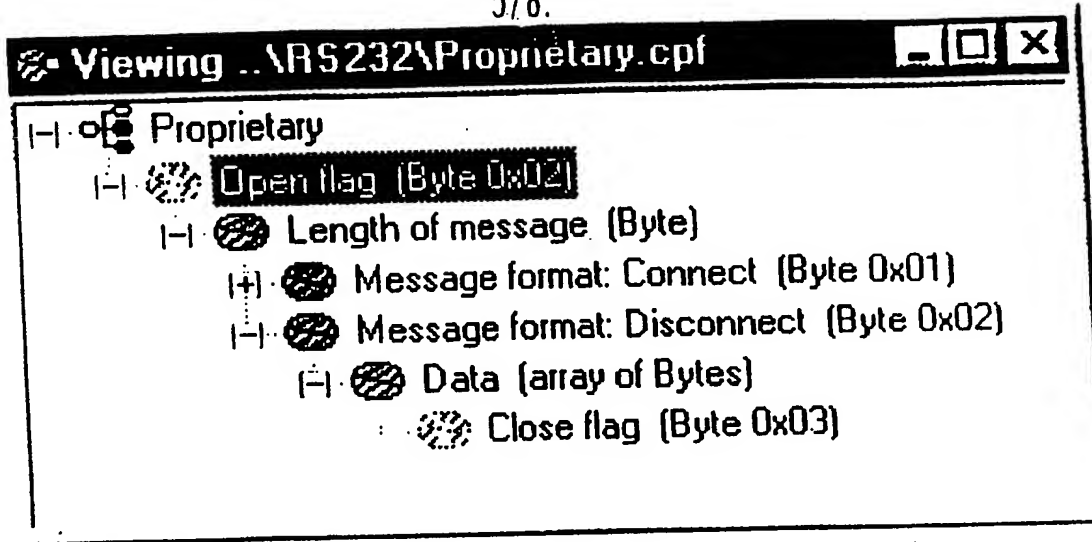 Viewing ..\RS232\Proprietary.cpf
Proprietary
Open flag (Byte 0x02)
Length of message (Byte)
Message format: Connect (Byte 0x01)
Message format: Disconnect (Byte 0x02)
Data (array of Bytes)
Close flag (Byte 0x03)